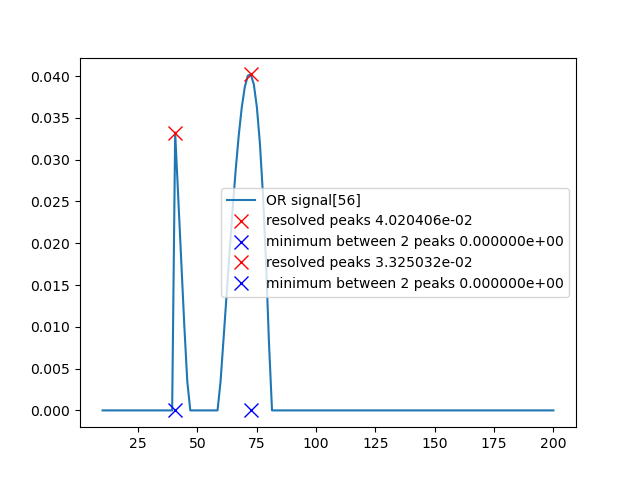 0.040
0.035
0.030
0.025
0.020
0.015
0.010
0.005
0.000
OR signal[56]
resolved peaks 4.020406e-02
minimum between 2 peaks 0.000000e+00
resolved peaks 3.325032e-02
minimum between 2 peaks 0.000000e+00
25 50 75 100 125 150 175 200